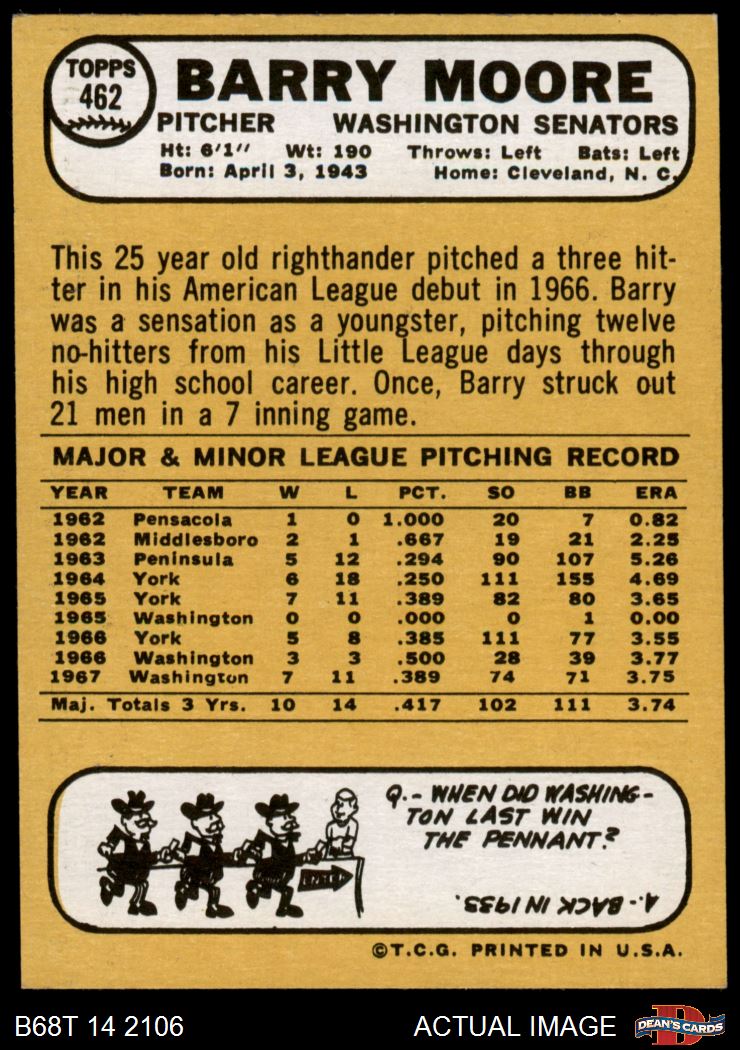 TOPPS
462
BARRY MOORE
PITCHER WASHINGTON SENATORS
Ht: 6'1" Wt: 190 Throws: Left Bats: Left
Born: April 3, 1943 Home: Cleveland, N. C.
This 25 year old righthander pitched a three hit-
ter in his American League debut in 1966. Barry
was a sensation as a youngster, pitching twelve
no-hitters from his Little League days through
his high school career. Once, Barry struck out
21 men in a 7 inning game.
MAJOR & MINOR LEAGUE PITCHING RECORD
YEAR TEAM W L PCT. SO BB ERA
1962 Pensacola 1 0 1.000 20 7 0.82
1962 Middlesboro 2 1 .667 19 21 2.25
1963 Peninsula 5 12 .294 90 107 5.26
1964 York 6 18 .250 111 155 4.69
1965 York 7 11 .389 82 80 3.65
1965 Washington 0 0 .000 0 1 0.00
1966 York 5 8 .385 111 77 3.55
1966 Washington 3 3 .500 28 39 3.77
1967 Washington 7 11 .389 74 71 3.75
Maj. Totals 3 Yrs. 10 14 .417 102 111 3.74
Q.- WHEN DID WASHING-
TON LAST WIN
THE PENNANT?
A.- BACK IN 1933.
©T.C.G. PRINTED IN U.S.A.
B68T 14 2106 ACTUAL IMAGE DEAN'S CARDS